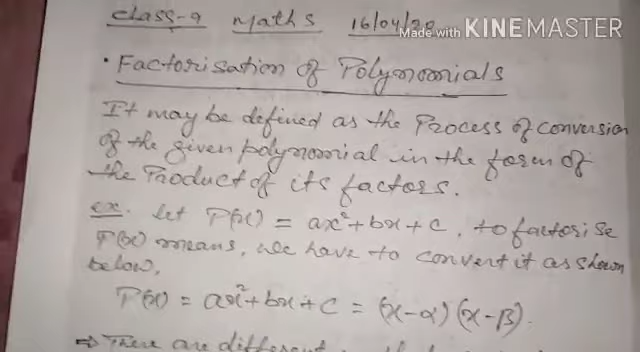 class-9 maths 16/04/20
Made with KINEMASTER
• Factorisation of Polynomials
It may be defined as the Process of conversion
of the given polynomial in the form of
the Product of its factors.
ex. let P(x) = ax² + bx + c, to factorise
P(x) means, we have to convert it as shown
below,
P(x) = ax² + bx + c = (x-α) (x-β).
⇒ There are different